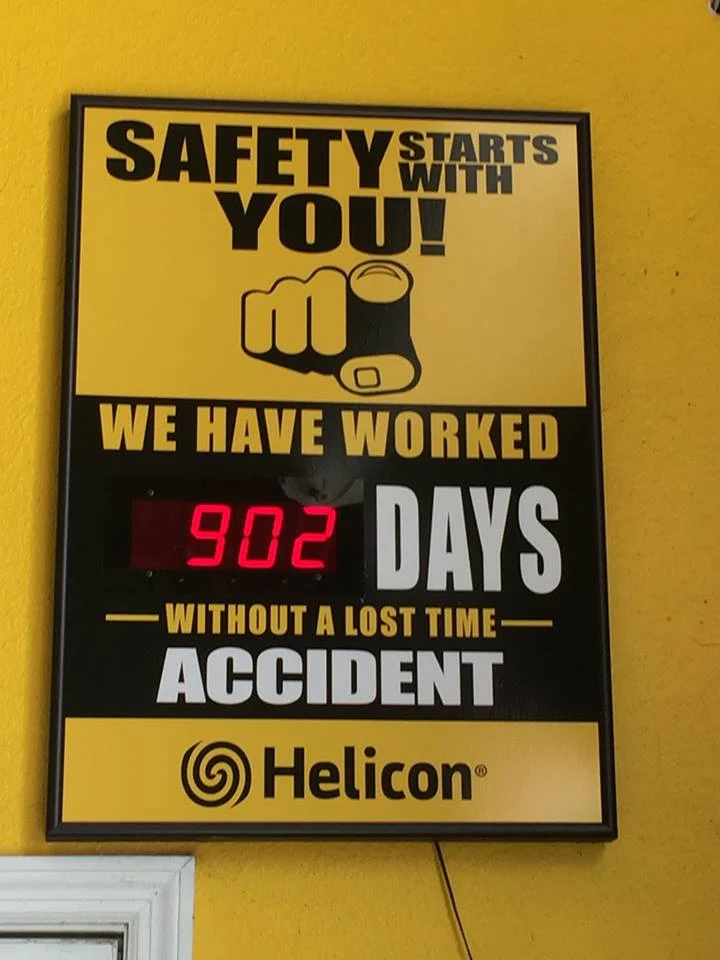 SAFETY STARTS WITH
YOU!
WE HAVE WORKED
902 DAYS
WITHOUT A LOST TIME
ACCIDENT
Helicon®